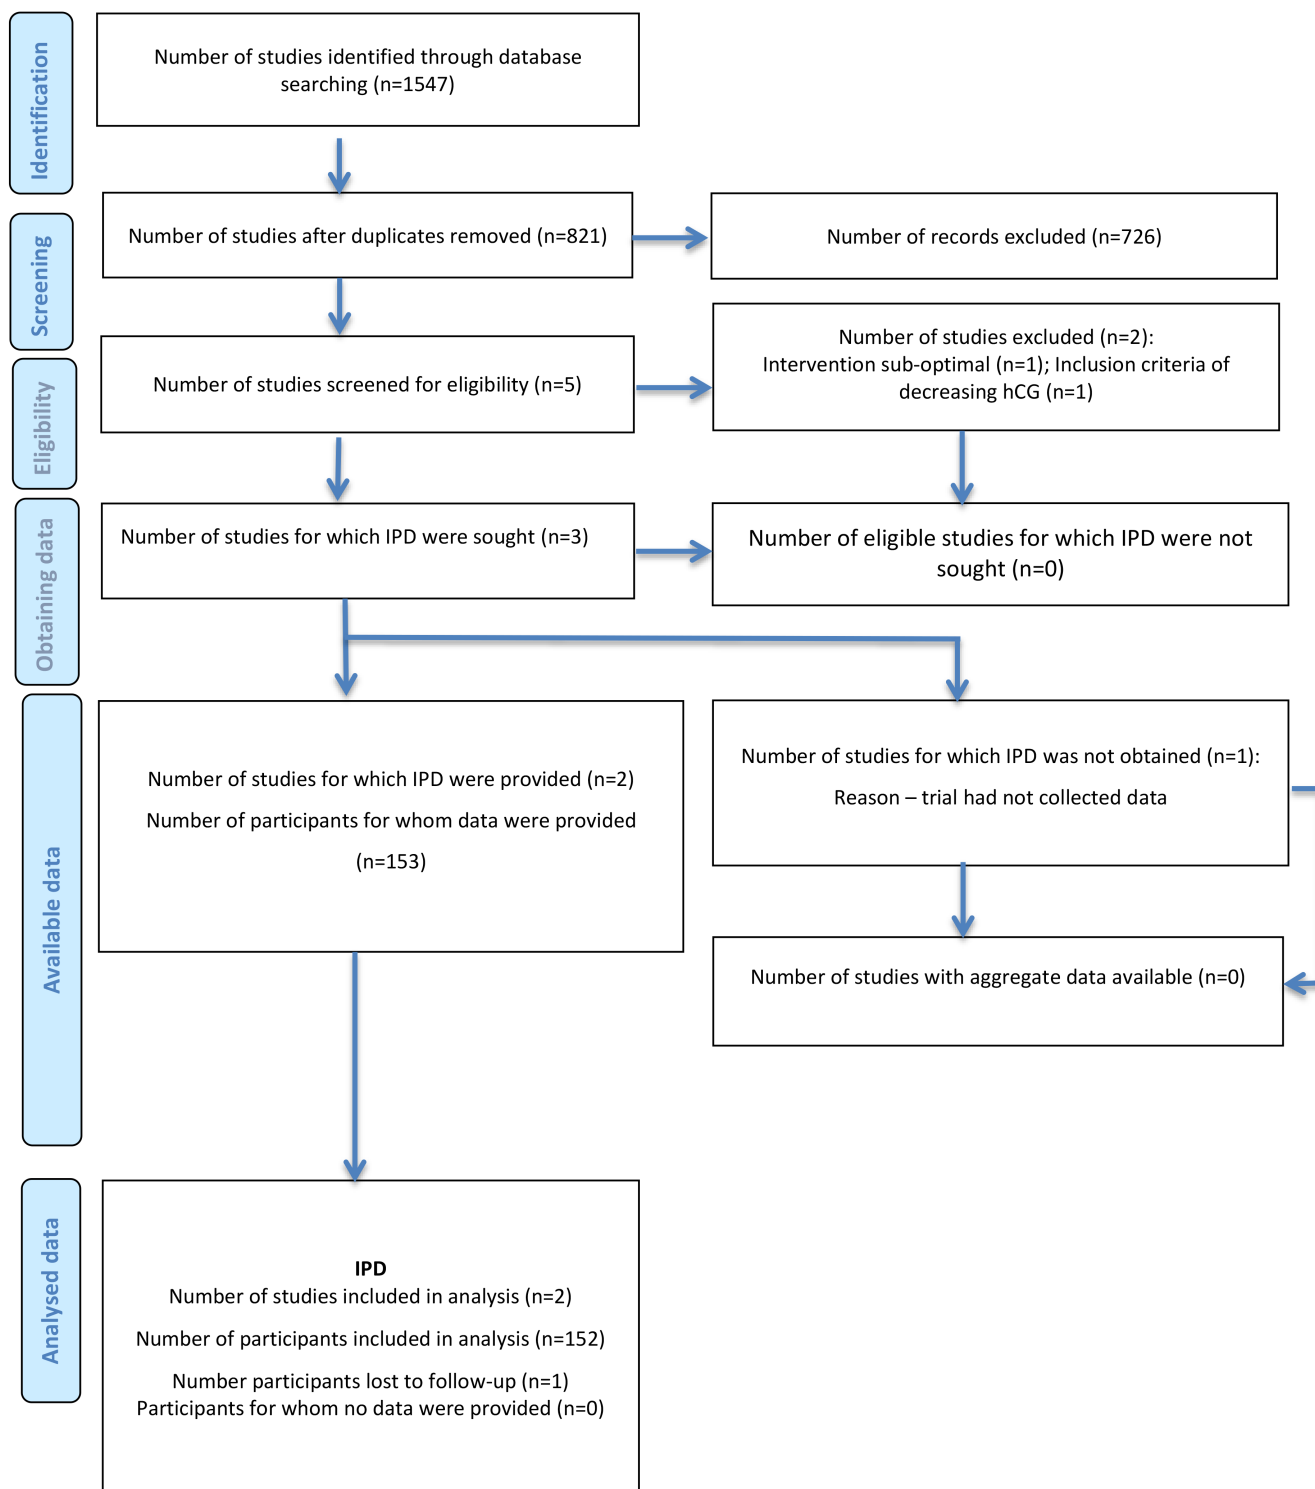 Identification
Number of studies identified through database
searching (n=1547)
Screening
Number of studies after duplicates removed (n=821)
Number of records excluded (n=726)
Eligibility
Number of studies screened for eligibility (n=5)
Number of studies excluded (n=2):
Intervention sub-optimal (n=1); Inclusion criteria of
decreasing hCG (n=1)
Obtaining data
Number of studies for which IPD were sought (n=3)
Number of eligible studies for which IPD were not
sought (n=0)
Available data
Number of studies for which IPD were provided (n=2)
Number of participants for whom data were provided
(n=153)
Number of studies for which IPD was not obtained (n=1):
Reason – trial had not collected data
Number of studies with aggregate data available (n=0)
Analysed data
IPD
Number of studies included in analysis (n=2)
Number of participants included in analysis (n=152)
Number participants lost to follow-up (n=1)
Participants for whom no data were provided (n=0)